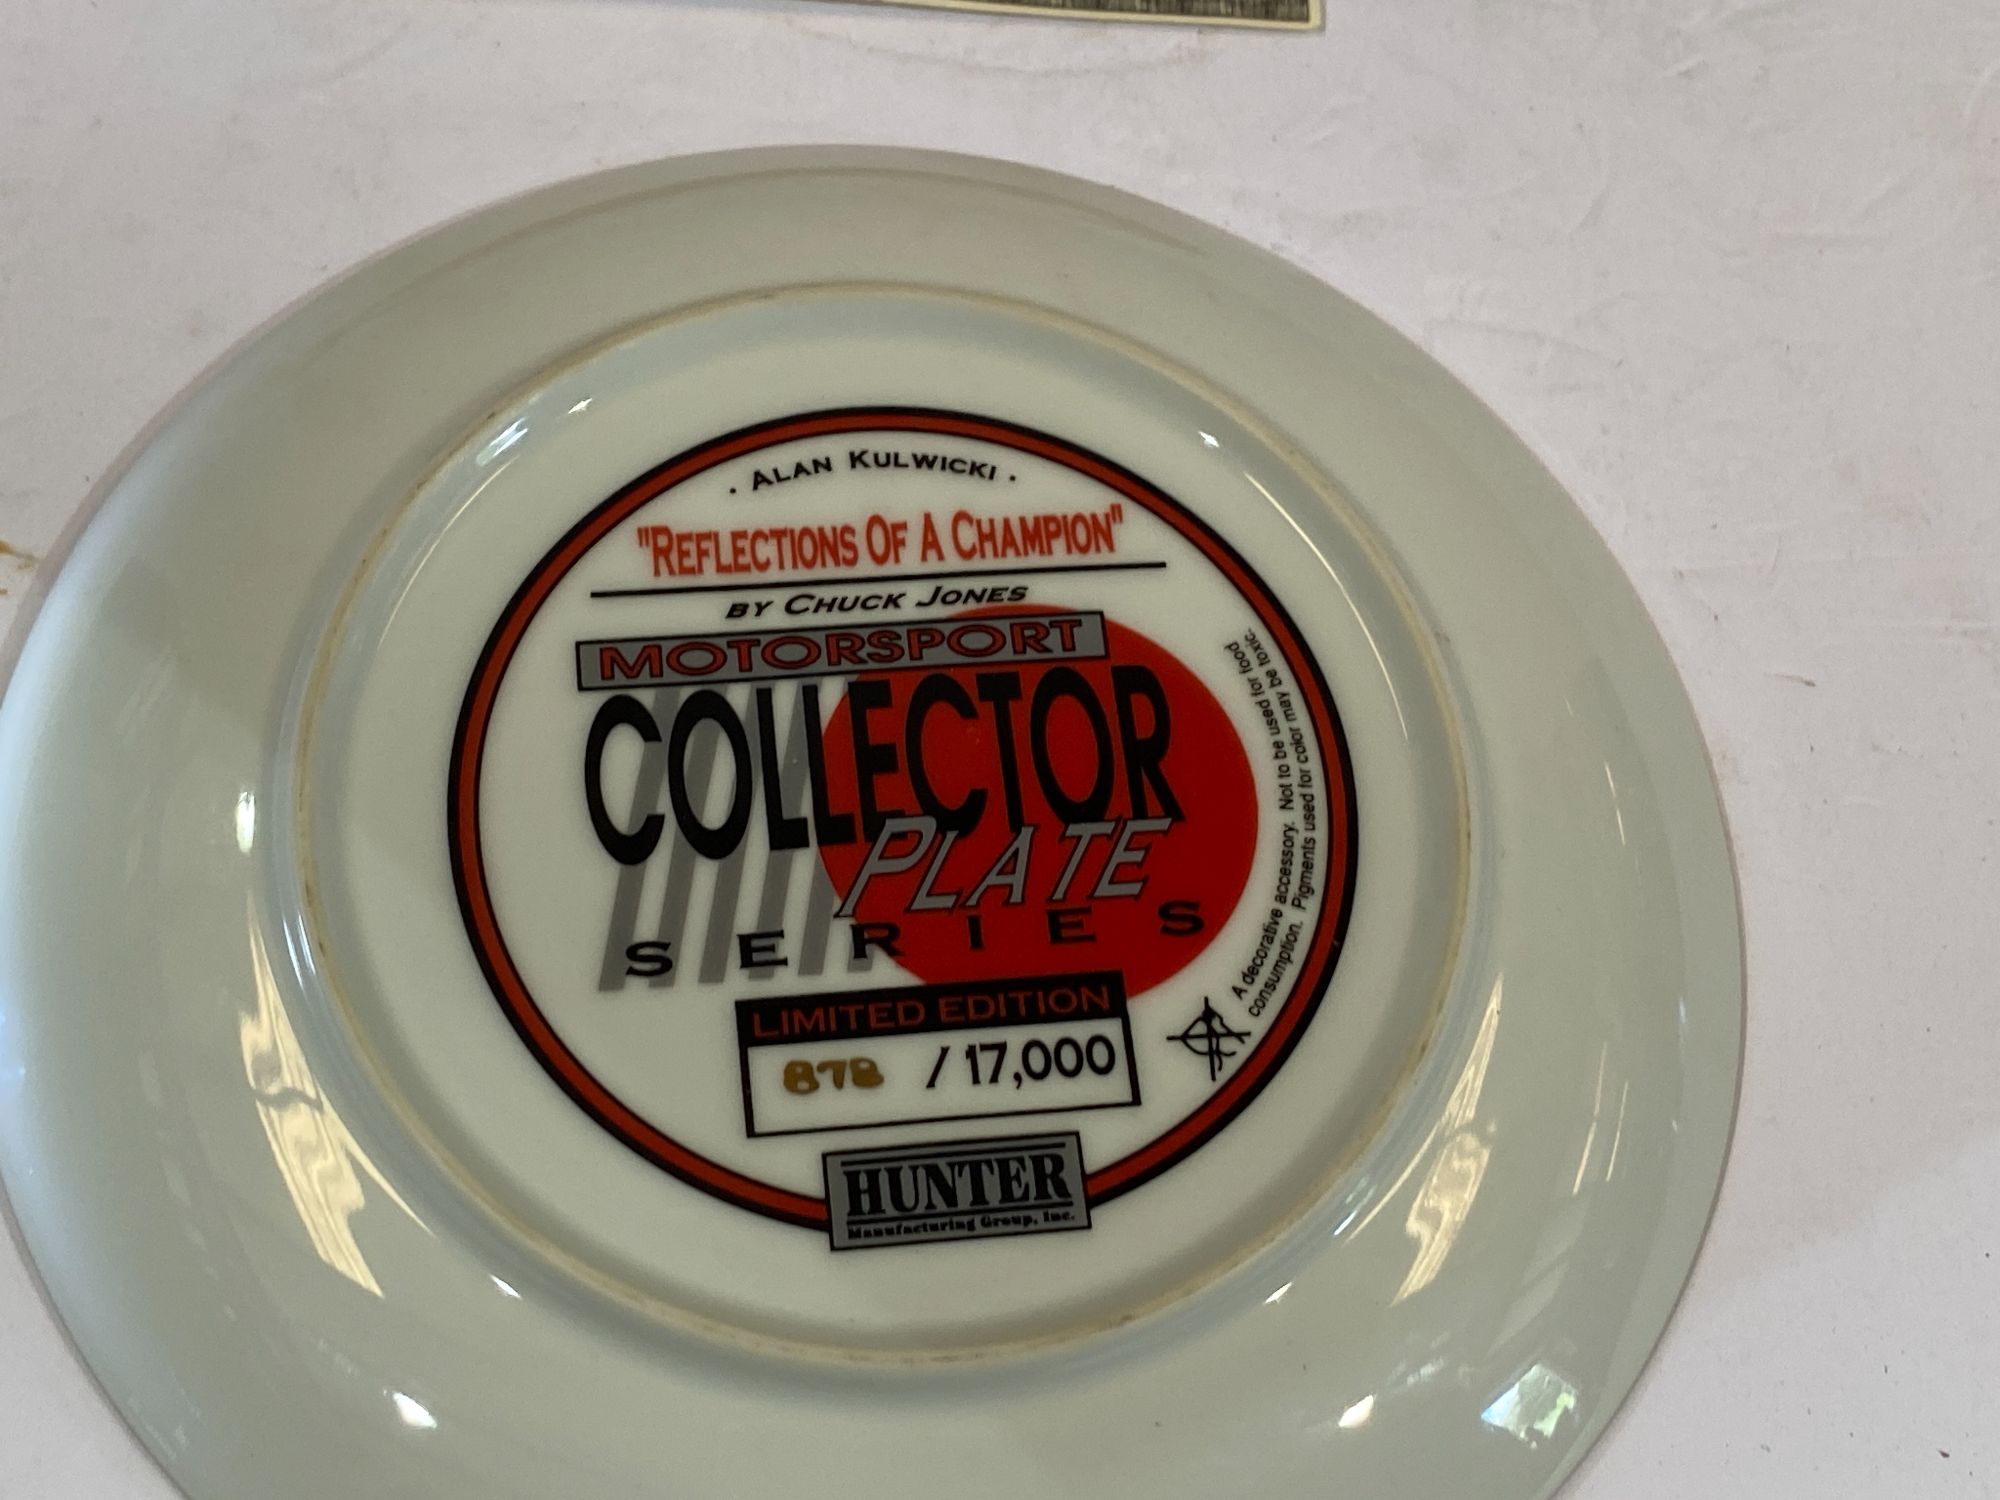 · ALAN KULWICKI ·
"REFLECTIONS OF A CHAMPION"
BY CHUCK JONES
MOTORSPORT
COLLECTOR
PLATE
SERIES
LIMITED EDITION
878 / 17,000
HUNTER
Manufacturing Group, Inc.
A decorative accessory. Not to be used for food
consumption. Pigments used for color may be toxic.